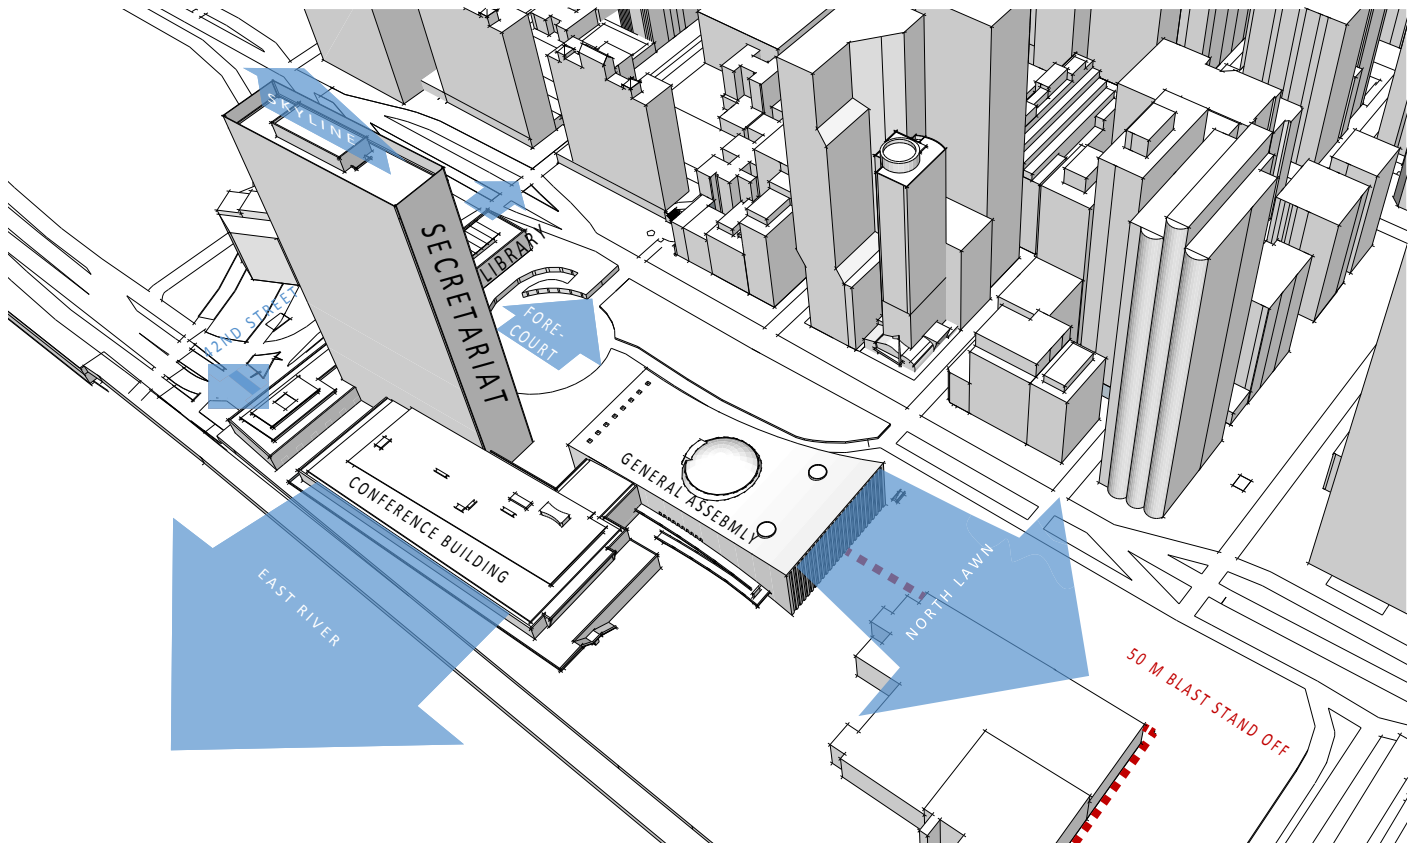 SKYLINE
SECRETARIAT
LIBRARY
42ND STREET
FORE-
COURT
GENERAL ASSEBMLY
CONFERENCE BUILDING
EAST RIVER
NORTH LAWN
50 M BLAST STAND OFF